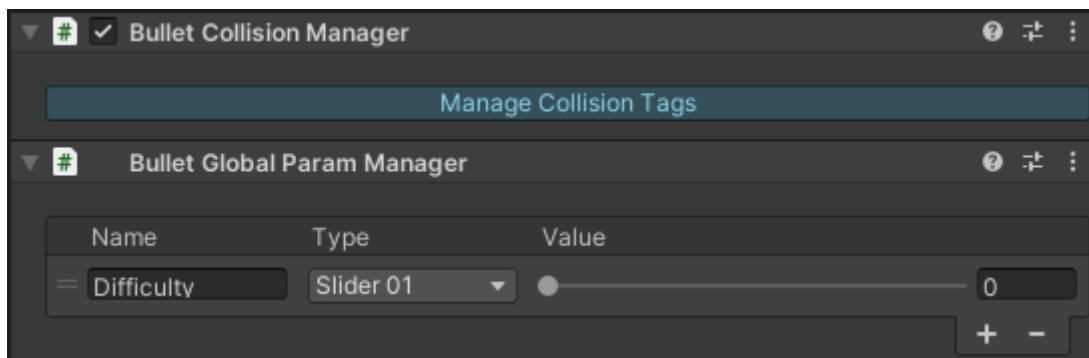 # Bullet Collision Manager
Manage Collision Tags
# Bullet Global Param Manager
Name Type Value
Difficulty Slider 01 0
+ -